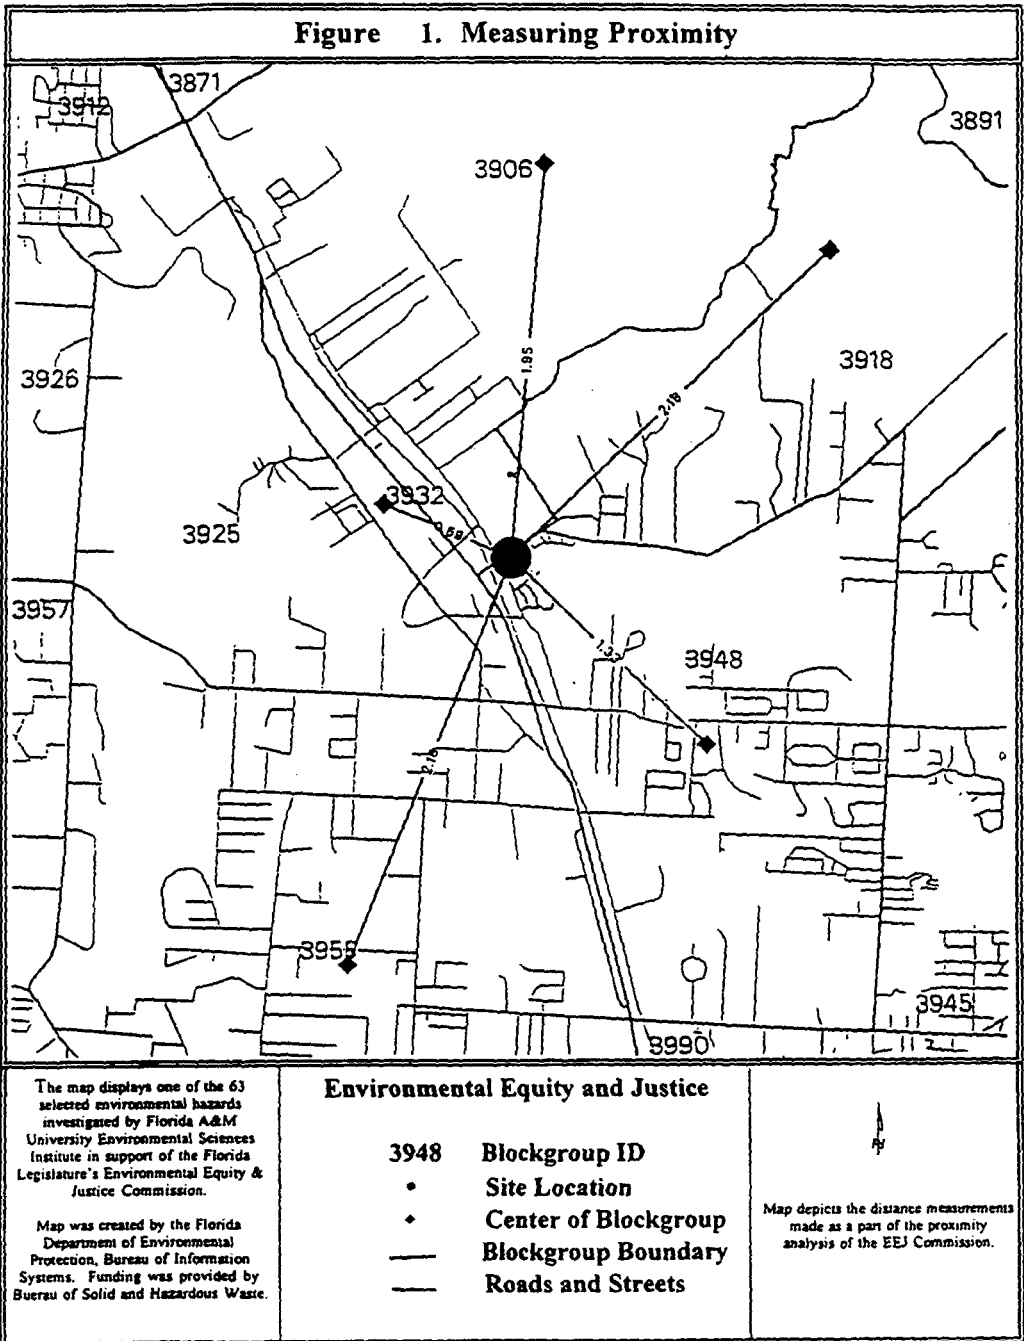 Figure 1. Measuring Proximity
3871
3912
3891
3906
1.95
3918
3926
2.18
3932
3925
0.59
3957
3948
3945
3990
The map displays one of the 63
selected environmental hazards
investigated by Florida A&M
University Environmental Sciences
Institute in support of the Florida
Legislature's Environmental Equity &
Justice Commission.
Map was created by the Florida
Department of Environmental
Protection, Bureau of Information
Systems. Funding was provided by
Buerau of Solid and Hazardous Waste.
Environmental Equity and Justice
3948 Blockgroup ID
Site Location
Center of Blockgroup
Blockgroup Boundary
Roads and Streets
Map depicts the distance measurements
made as a part of the proximity
analysis of the EEJ Commission.